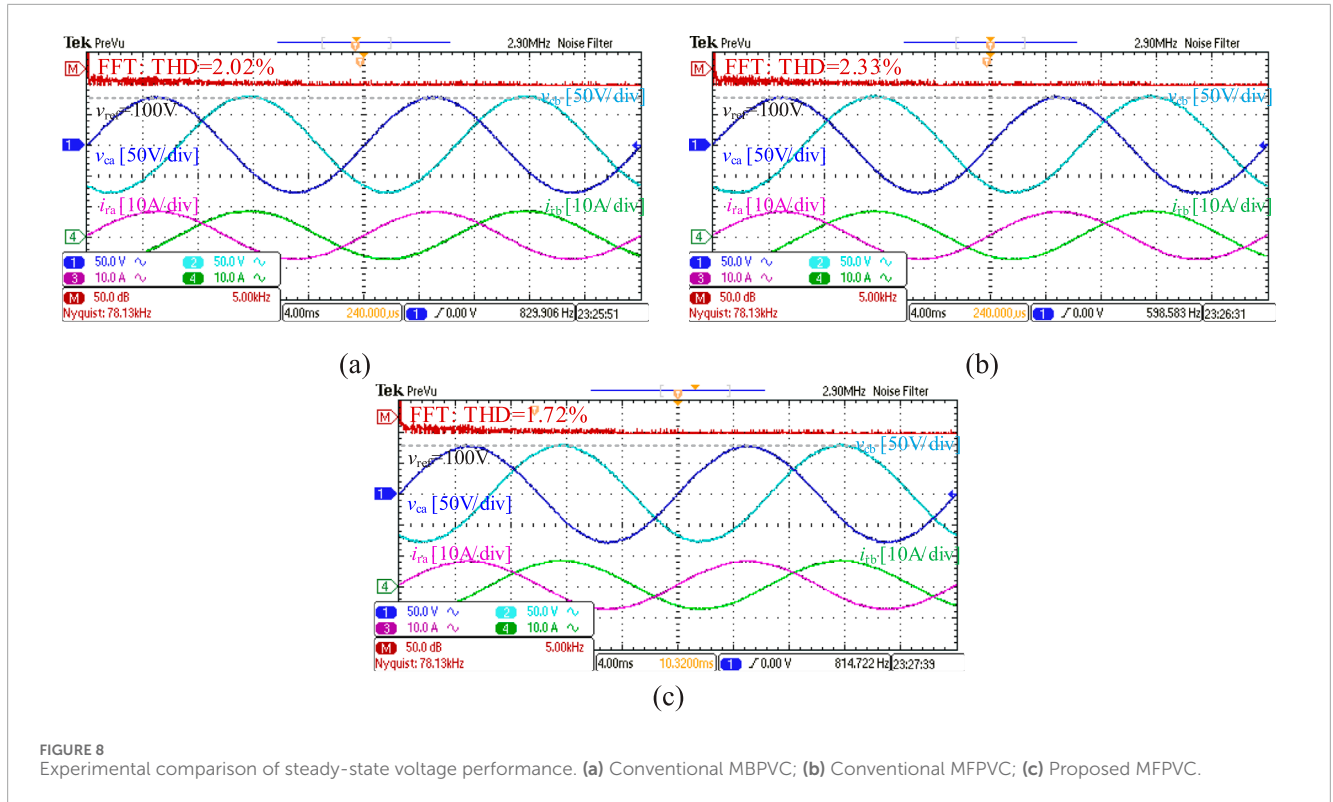 Tek PreVu
2.90MHz Noise Filter
M
FFT: THD=2.02%
vcb [50V/div]
vref=100V
1
vca [50V/div]
ira [10A/div]
irb [10A/div]
4
1 50.0 V 2 50.0 V
3 10.0 A 4 10.0 A
M 50.0 dB 5.00kHz
Nyquist: 78.13kHz
4.00ms 240.000µs 1 0.00 V 829.906 Hz 23:25:51
(a)
Tek PreVu
2.90MHz Noise Filter
M
FFT: THD=2.33%
vcb [50V/div]
vref=100V
1
vca [50V/div]
ira [10A/div]
irb [10A/div]
4
1 50.0 V 2 50.0 V
3 10.0 A 4 10.0 A
M 50.0 dB 5.00kHz
Nyquist: 78.13kHz
4.00ms 240.000µs 1 0.00 V 598.583 Hz 23:26:31
(b)
Tek PreVu
2.90MHz Noise Filter
M
FFT: THD=1.72%
vcb [50V/div]
vref=100V
1
vca [50V/div]
ira [10A/div]
irb [10A/div]
4
1 50.0 V 2 50.0 V
3 10.0 A 4 10.0 A
M 50.0 dB 5.00kHz
Nyquist: 78.13kHz
4.00ms 10.3200ms 1 0.00 V 814.722 Hz 23:27:39
(c)
FIGURE 8
Experimental comparison of steady-state voltage performance. (a) Conventional MBPVC; (b) Conventional MFPVC; (c) Proposed MFPVC.